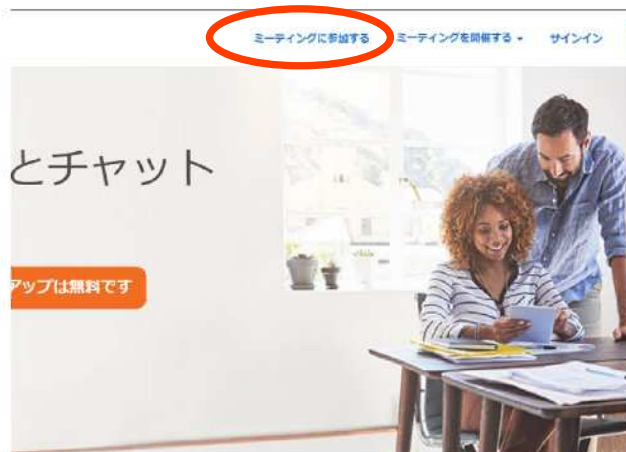 ミーティングに参加する ミーティングを開催する サインイン
とチャット
アップは無料です